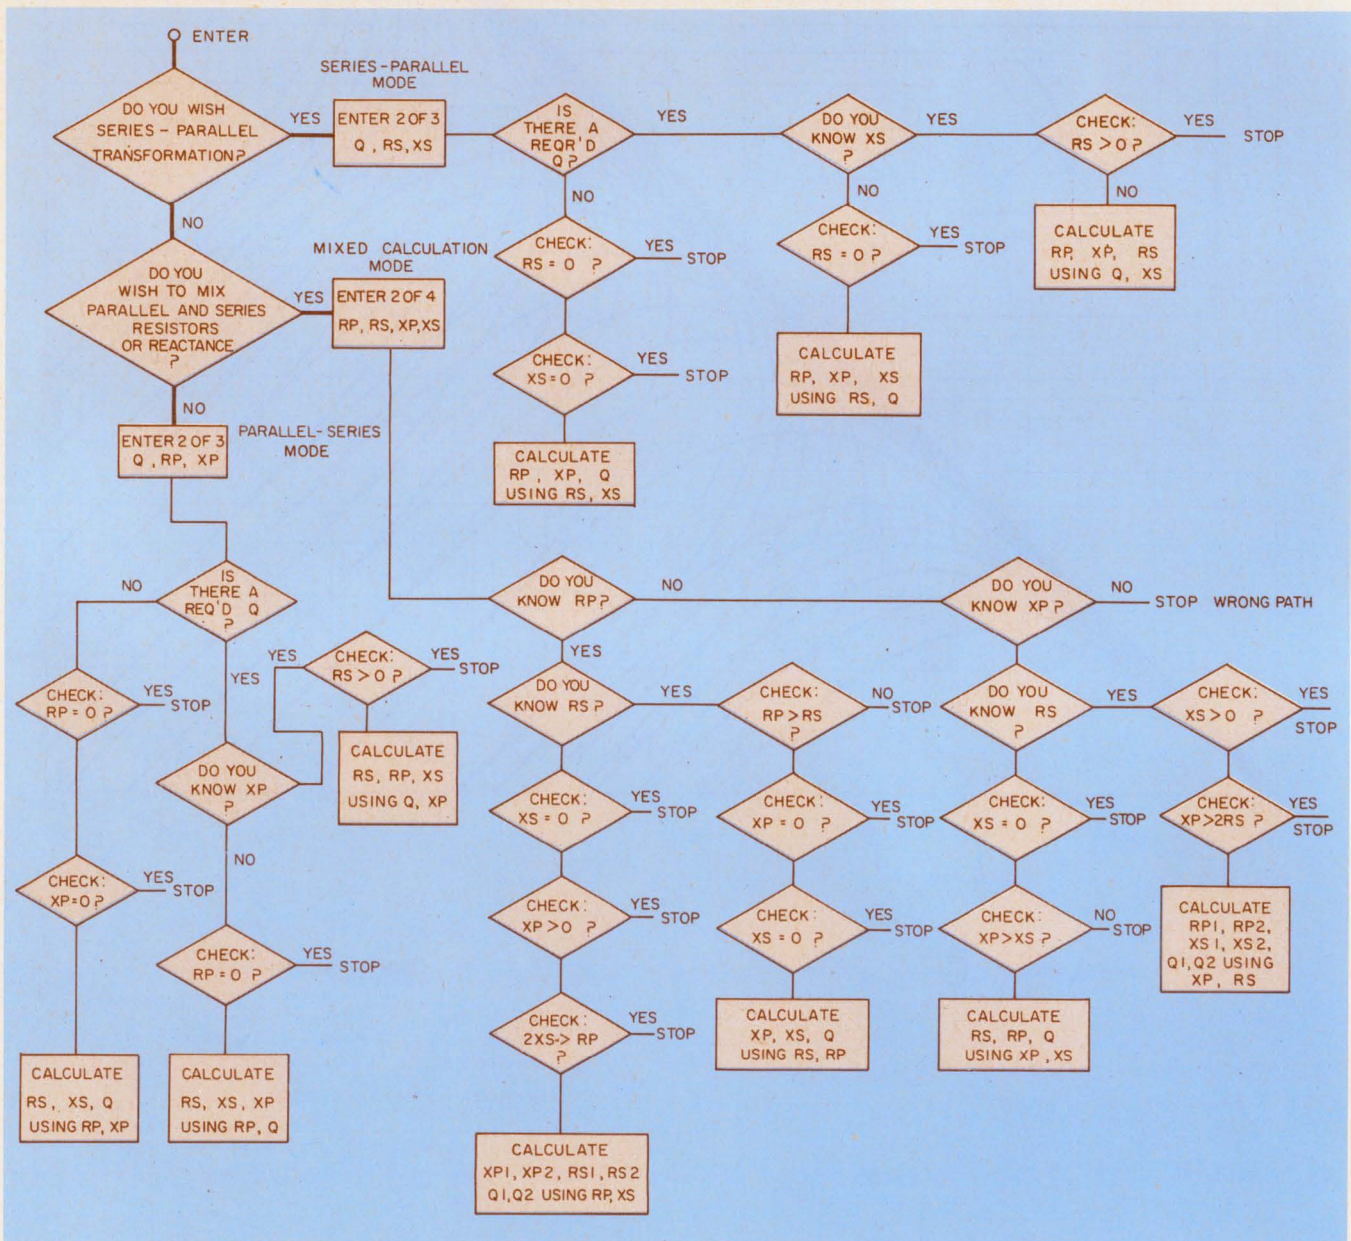 ENTER
DO YOU WISH
SERIES - PARALLEL
TRANSFORMATION?
YES
NO
SERIES-PARALLEL
MODE
ENTER 2 OF 3
Q , RS, XS
IS
THERE A
REQR'D
Q ?
YES
NO
DO YOU
KNOW XS
?
YES
NO
CHECK:
RS > 0 ?
YES
STOP
NO
CALCULATE
RP, XP, RS
USING Q, XS
CHECK:
RS = 0 ?
YES
STOP
CALCULATE
RP, XP, XS
USING RS, Q
CHECK:
RS = 0 ?
YES
STOP
CHECK:
XS = 0 ?
YES
STOP
CALCULATE
RP , XP, Q
USING RS, XS
DO YOU
WISH TO MIX
PARALLEL AND SERIES
RESISTORS
OR REACTANCE
?
YES
NO
MIXED CALCULATION
MODE
ENTER 2 OF 4
RP, RS, XP, XS
ENTER 2 OF 3
Q , RP, XP
PARALLEL-SERIES
MODE
IS
THERE A
REQ'D Q
?
NO
YES
CHECK:
RP = 0 ?
YES
STOP
CHECK:
XP=0 ?
YES
STOP
CALCULATE
RS, XS, Q
USING RP, XP
DO YOU
KNOW XP
?
YES
NO
CHECK:
RS > 0 ?
YES
STOP
CALCULATE
RS, RP, XS
USING Q, XP
CHECK:
RP = 0 ?
YES
STOP
CALCULATE
RS, XS, XP
USING RP, Q
DO YOU
KNOW RP?
NO
YES
DO YOU
KNOW XP?
NO
STOP WRONG PATH
DO YOU
KNOW RS?
YES
CHECK:
XS = 0 ?
YES
STOP
CHECK:
XP > 0 ?
YES
STOP
CHECK:
2XS-> RP
?
YES
STOP
CALCULATE
XP1, XP2, RS1, RS2
Q1,Q2 USING RP, XS
CHECK:
RP > RS
?
NO
STOP
CHECK:
XP = 0 ?
YES
STOP
CHECK:
XS = 0 ?
YES
STOP
CALCULATE
XP, XS, Q
USING RS, RP
DO YOU
KNOW RS
?
YES
CHECK:
XS = 0 ?
YES
STOP
CHECK:
XP > XS ?
NO
STOP
CALCULATE
RS, RP, Q
USING XP, XS
CHECK:
XS > 0 ?
YES
STOP
CHECK:
XP>2RS ?
YES
STOP
CALCULATE
RP1, RP2,
XS1, XS2,
Q1,Q2 USING
XP, RS